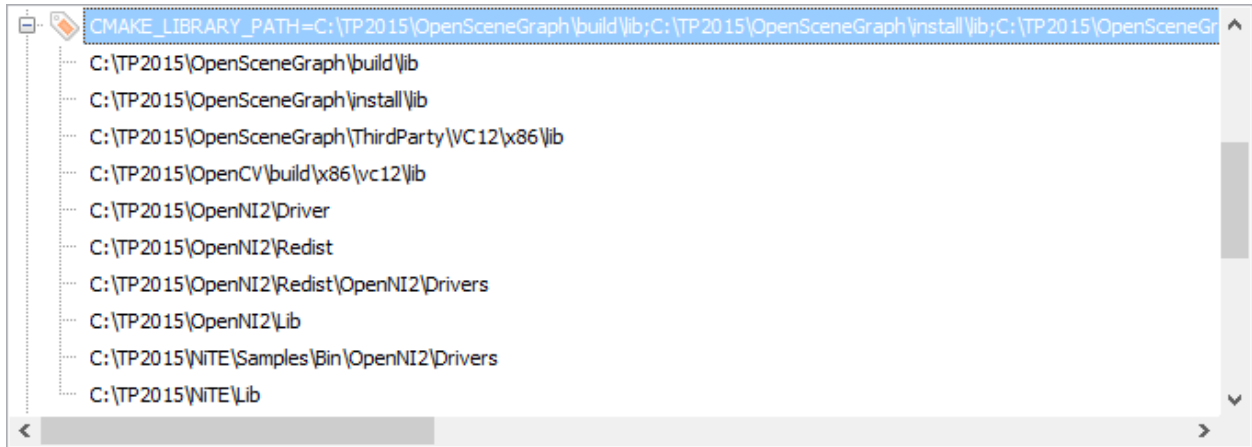 CMAKE_LIBRARY_PATH=C:\TP2015\OpenSceneGraph\build\lib;C:\TP2015\OpenSceneGraph\install\lib;C:\TP2015\OpenSceneGr
C:\TP2015\OpenSceneGraph\build\lib
C:\TP2015\OpenSceneGraph\install\lib
C:\TP2015\OpenSceneGraph\ThirdParty\VC12\x86\lib
C:\TP2015\OpenCV\build\x86\vc12\lib
C:\TP2015\OpenNI2\Driver
C:\TP2015\OpenNI2\Redist
C:\TP2015\OpenNI2\Redist\OpenNI2\Drivers
C:\TP2015\OpenNI2\Lib
C:\TP2015\NiTE\Samples\Bin\OpenNI2\Drivers
C:\TP2015\NiTE\Lib